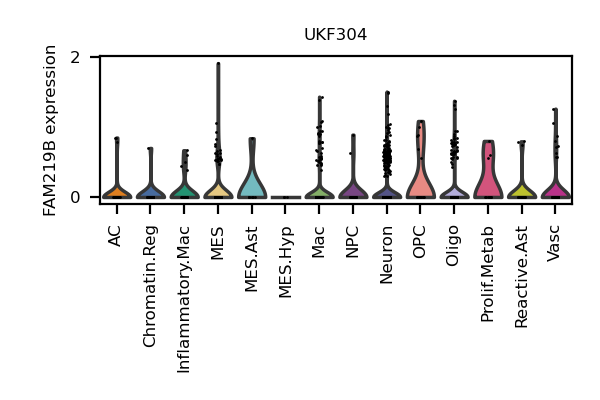 UKF304
FAM219B expression
2
0
AC
Chromatin.Reg
Inflammatory.Mac
MES
MES.Ast
MES.Hyp
Mac
NPC
Neuron
OPC
Oligo
Prolif.Metab
Reactive.Ast
Vasc